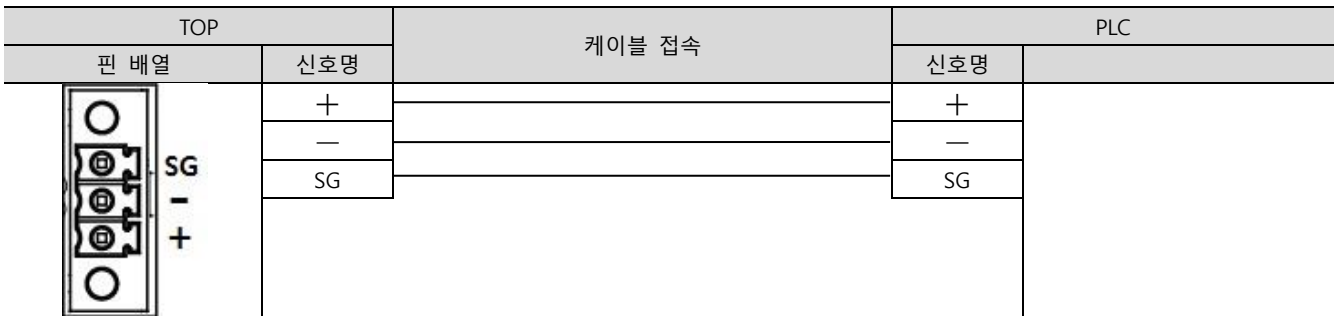 TOP 케이블 접속 PLC
핀 배열 신호명 신호명
+ +
— —
SG SG
SG
-
+